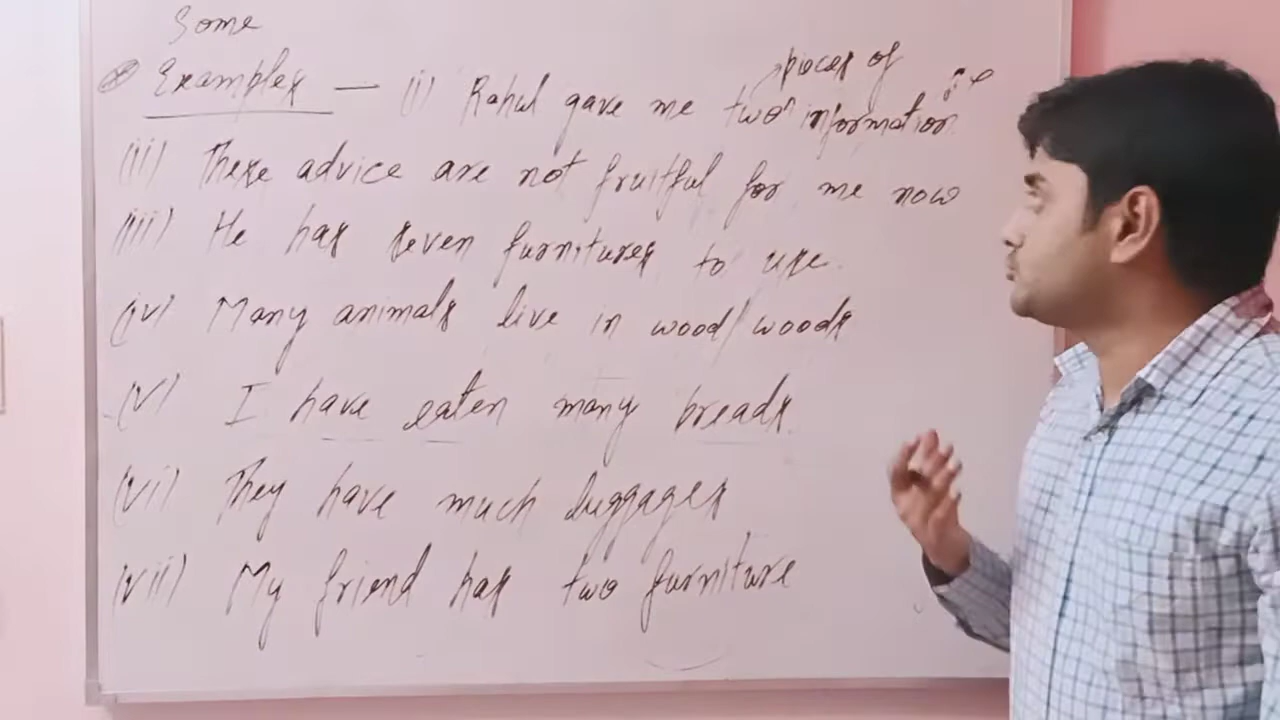 Some
Examples — (i) Rahul gave me two pieces of information
(ii) These advice are not fruitful for me now
(iii) He has seven furnitures to use.
(iv) Many animals live in wood/woods
(v) I have eaten many breads.
(vi) They have much luggages
(vii) My friend has two furniture